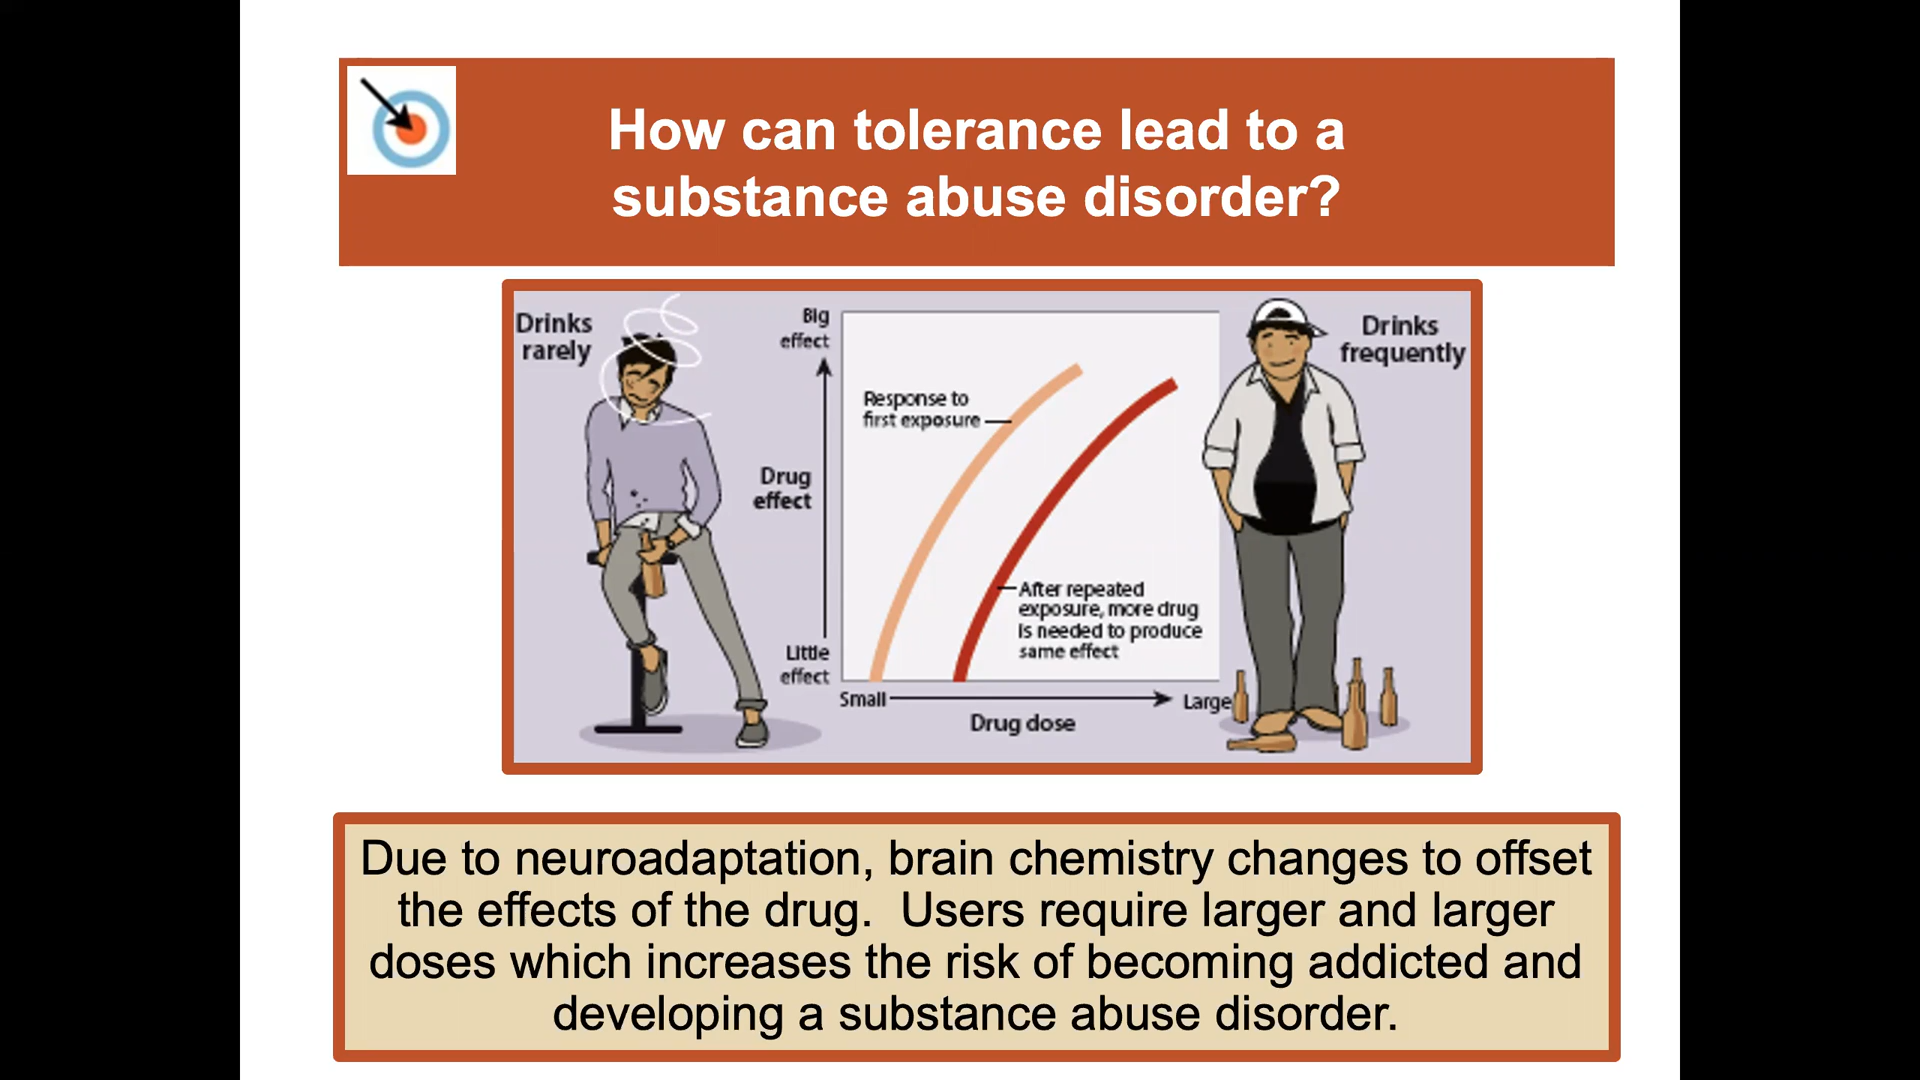 How can tolerance lead to a
substance abuse disorder?
Drinks
rarely
Big
effect
Response to
first exposure
Drug
effect
After repeated
exposure, more drug
is needed to produce
same effect
Little
effect
Small
Large
Drug dose
Drinks
frequently
Due to neuroadaptation, brain chemistry changes to offset
the effects of the drug.  Users require larger and larger
doses which increases the risk of becoming addicted and
developing a substance abuse disorder.